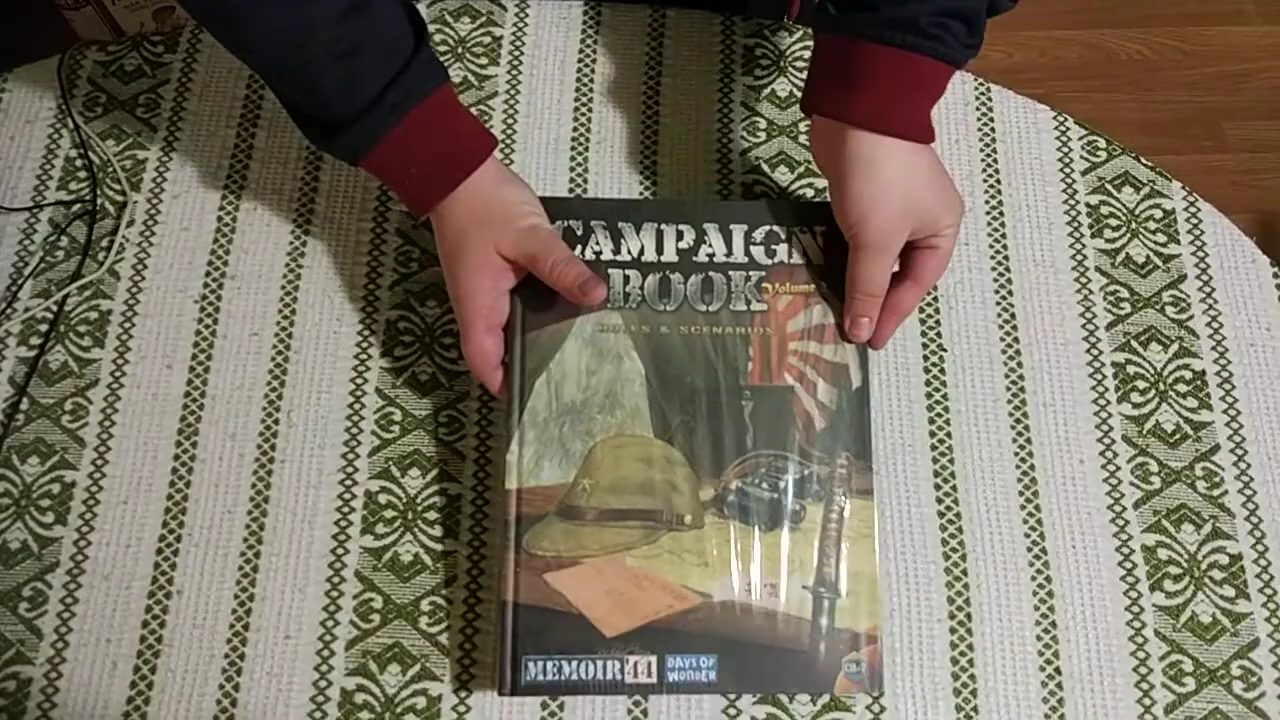 CAMPAIGN
BOOK Volume
RULES & SCENARIOS
MEMOIR '44
DAYS OF
WONDER